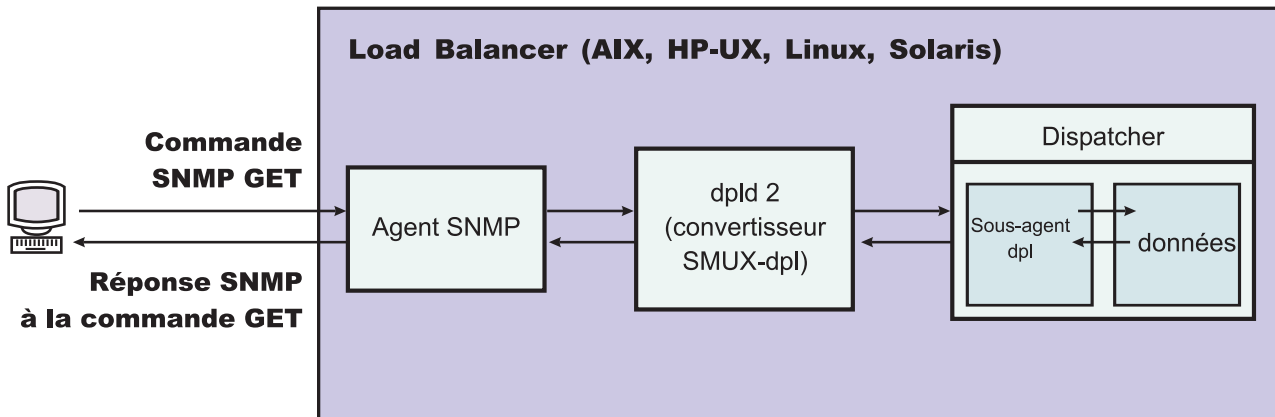 Load Balancer (AIX, HP-UX, Linux, Solaris)
Commande
SNMP GET
Réponse SNMP
à la commande GET
Agent SNMP
dpId 2
(convertisseur
SMUX-dpI)
Dispatcher
Sous-agent
dpI
données